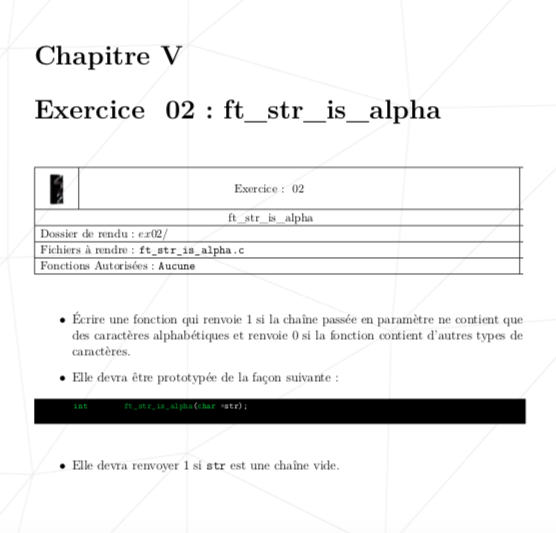 Chapitre V
Exercice 02 : ft_str_is_alpha
Exercice : 02
ft_str_is_alpha
Dossier de rendu : ex02/
Fichiers à rendre : ft_str_is_alpha.c
Fonctions Autorisées : Aucune
• Écrire une fonction qui renvoie 1 si la chaîne passée en paramètre ne contient que
des caractères alphabétiques et renvoie 0 si la fonction contient d'autres types de
caractères.
• Elle devra être prototypée de la façon suivante :
int ft_str_is_alpha(char *str);
• Elle devra renvoyer 1 si str est une chaîne vide.